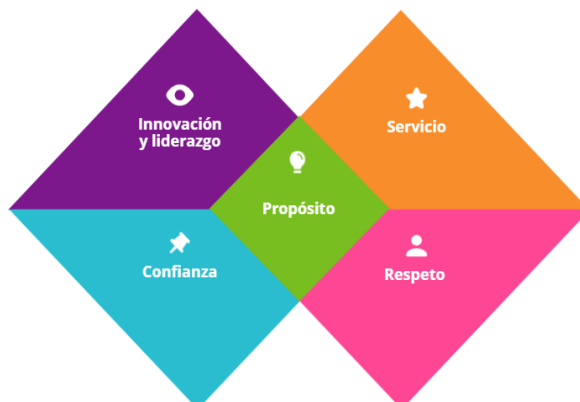 Innovación
y liderazgo
Servicio
Propósito
Confianza
Respeto